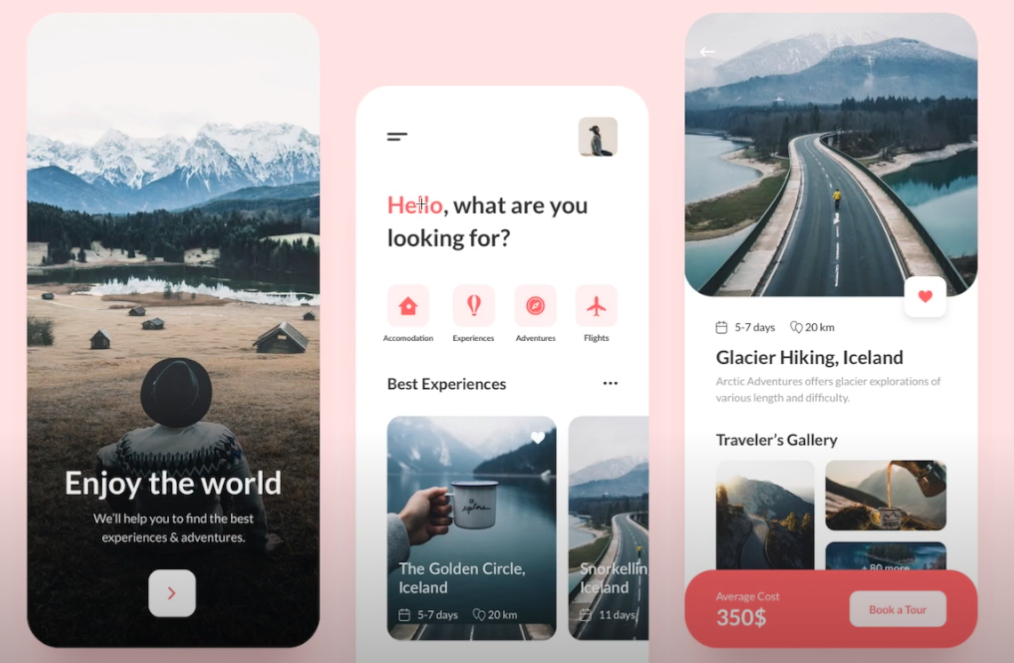 Enjoy the world
We'll help you to find the best
experiences & adventures.
Hello, what are you
looking for?
Accomodation
Experiences
Adventures
Flights
Best Experiences
explore
The Golden Circle,
Iceland
5-7 days
20 km
Snorkellin
Iceland
11 days
5-7 days
20 km
Glacier Hiking, Iceland
Arctic Adventures offers glacier explorations of
various length and difficulty.
Traveler's Gallery
+ 80 more
Average Cost
350$
Book a Tour